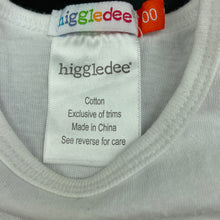 higgledee
00
higgledee
Cotton
Exclusive of trims
Made in China
See reverse for care